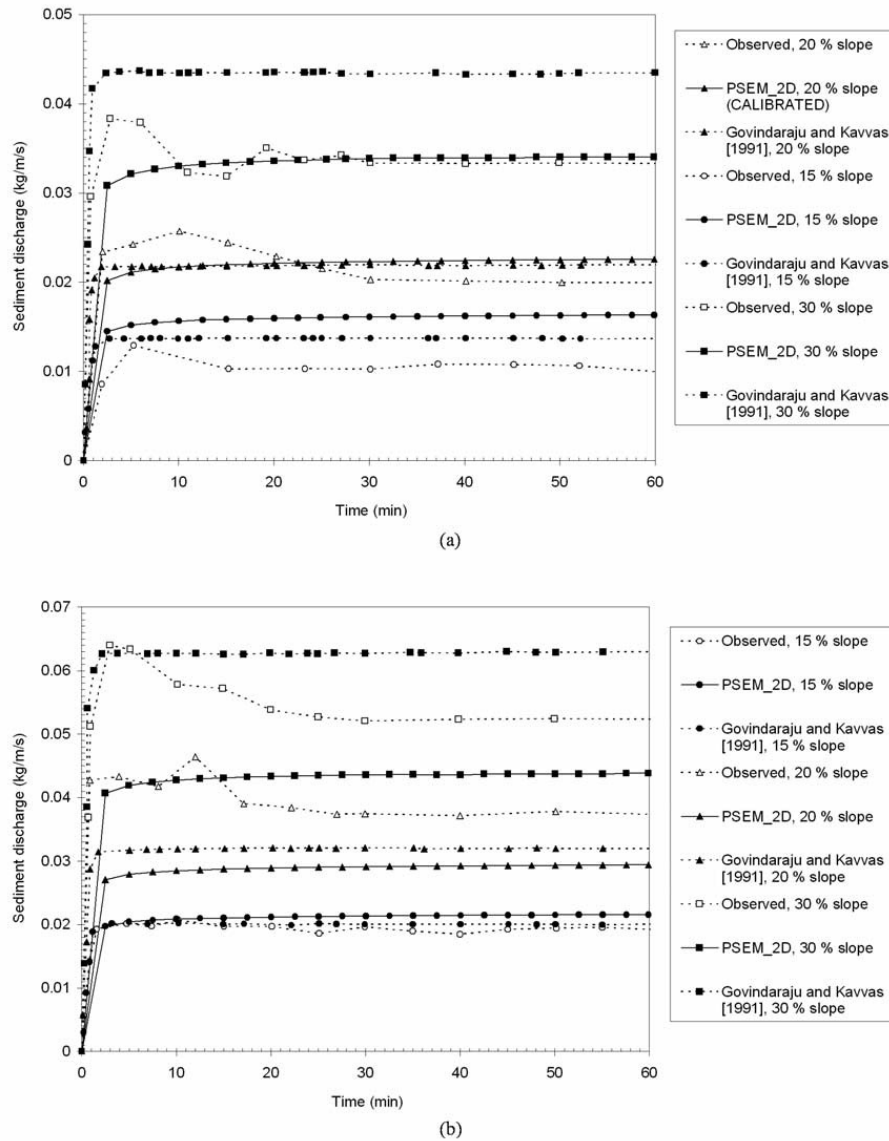 0.05
0.04
0.03
0.02
0.01
0
Sediment discharge (kg/m/s)
0 10 20 30 40 50 60
Time (min)
Observed, 20 % slope
PSEM_2D, 20 % slope
(CALIBRATED)
Govindaraju and Kavvas
[1991], 20 % slope
Observed, 15 % slope
PSEM_2D, 15 % slope
Govindaraju and Kavvas
[1991], 15 % slope
Observed, 30 % slope
PSEM_2D, 30 % slope
Govindaraju and Kavvas
[1991], 30 % slope
(a)
0.07
0.06
0.05
0.04
0.03
0.02
0.01
0
Sediment discharge (kg/m/s)
0 10 20 30 40 50 60
Time (min)
Observed, 15 % slope
PSEM_2D, 15 % slope
Govindaraju and Kavvas
[1991], 15 % slope
Observed, 20 % slope
PSEM_2D, 20 % slope
Govindaraju and Kavvas
[1991], 20 % slope
Observed, 30 % slope
PSEM_2D, 30 % slope
Govindaraju and Kavvas
[1991], 30 % slope
(b)